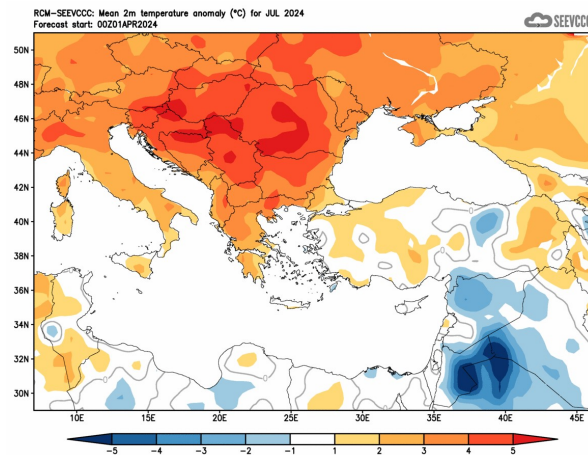 RCM-SEEVCCC: Mean 2m temperature anomaly (°C) for JUL 2024
Forecast start: 00Z01APR2024
SEEVCCC
50N
48N
46N
44N
42N
40N
38N
36N
34N
32N
30N
10E 15E 20E 25E 30E 35E 40E 45E
-5 -4 -3 -2 -1 1 2 3 4 5